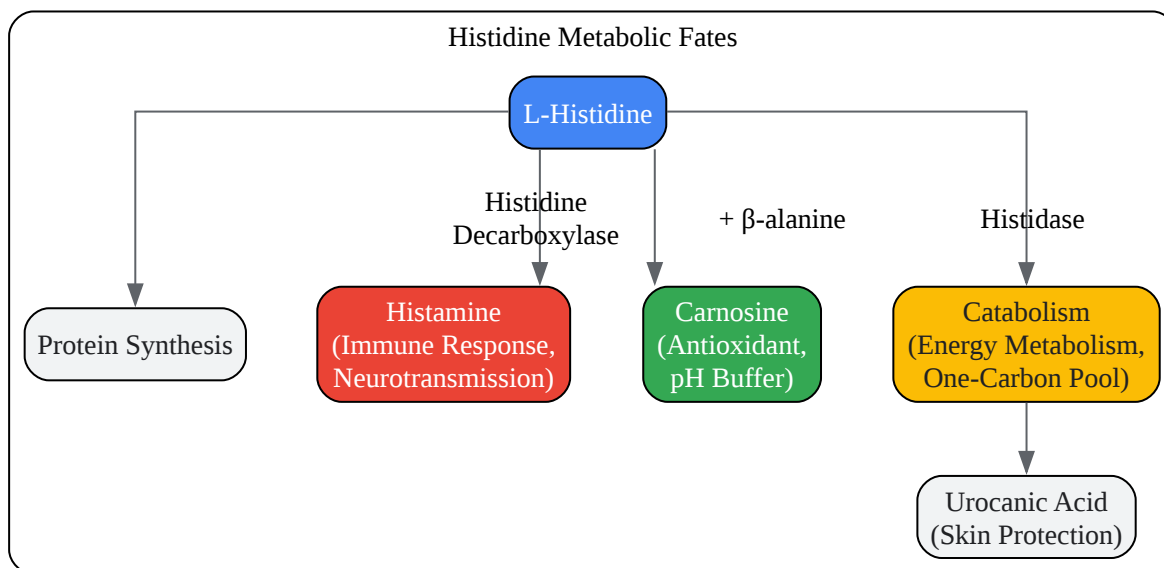 Histidine Metabolic Fates
L-Histidine
Histidine
Decarboxylase
+ β-alanine
Histidase
Protein Synthesis
Histamine
(Immune Response,
Neurotransmission)
Carnosine
(Antioxidant,
pH Buffer)
Catabolism
(Energy Metabolism,
One-Carbon Pool)
Urocanic Acid
(Skin Protection)